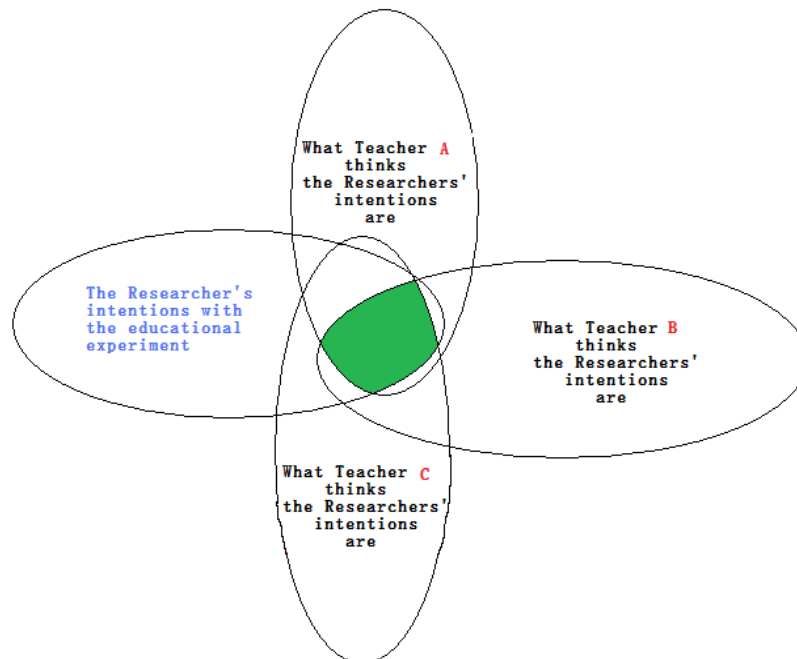 What Teacher A
thinks
the Researchers'
intentions
are
The Researcher's
intentions with
the educational
experiment
What Teacher B
thinks
the Researchers'
intentions
are
What Teacher C
thinks
the Researchers'
intentions
are